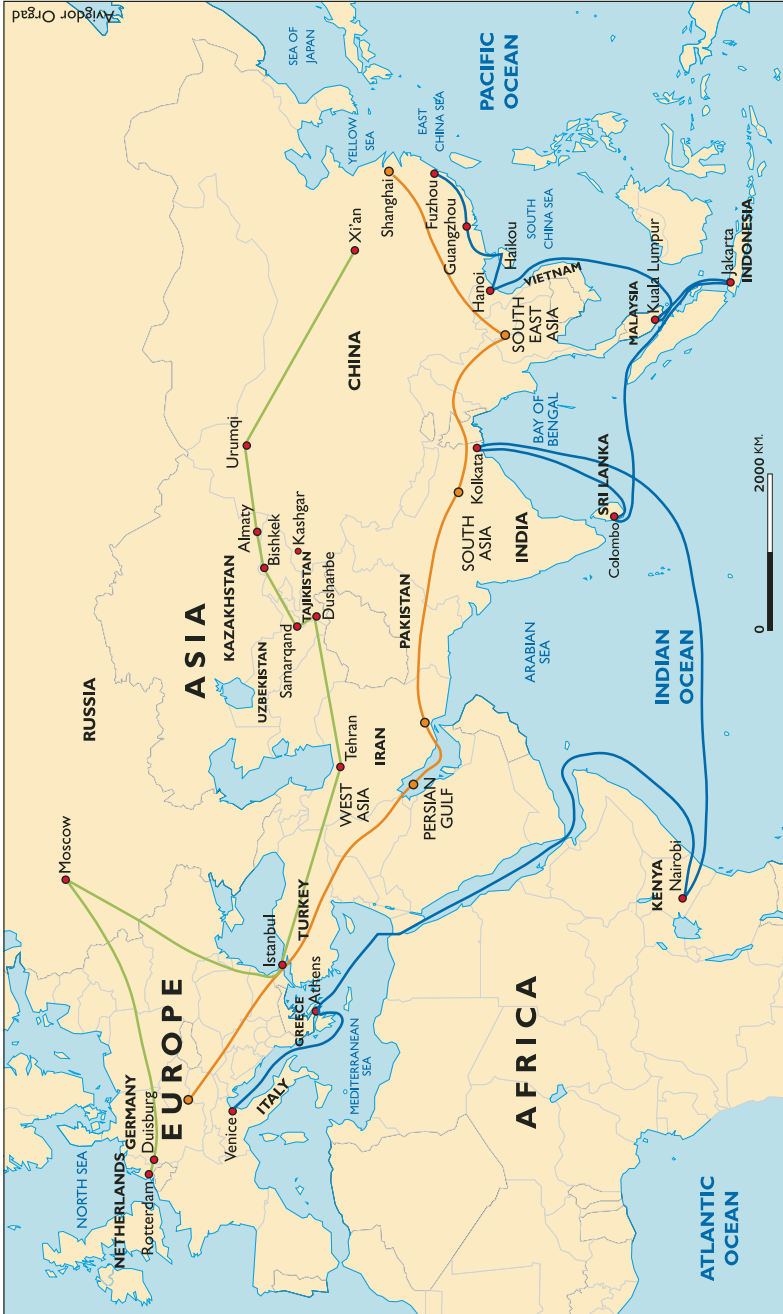 Avigdor Orgad
NORTH SEA
NETHERLANDS
Rotterdam
GERMANY
Duisburg
EUROPE
Venice
ITALY
Moscow
RUSSIA
ASIA
KAZAKHSTAN
UZBEKISTAN
Samarqand
Almaty
Bishkek
Kashgar
TAJIKISTAN
Dushanbe
Urumqi
CHINA
Xi'an
SEA OF
JAPAN
YELLOW
SEA
Shanghai
EAST
CHINA SEA
PACIFIC
OCEAN
Fuzhou
Guangzhou
Haikou
SOUTH
CHINA SEA
Hanoi
VIETNAM
SOUTH
EAST
ASIA
MALAYSIA
Kuala Lumpur
Jakarta
INDONESIA
Istanbul
TURKEY
GREECE
Athens
MEDITERRANEAN
SEA
Tehran
WEST
ASIA
IRAN
PERSIAN
GULF
PAKISTAN
SOUTH
ASIA
Kolkata
INDIA
BAY OF
BENGAL
SRI LANKA
Colombo
ARABIAN
SEA
INDIAN
OCEAN
AFRICA
KENYA
Nairobi
ATLANTIC
OCEAN
0
2000 KM.